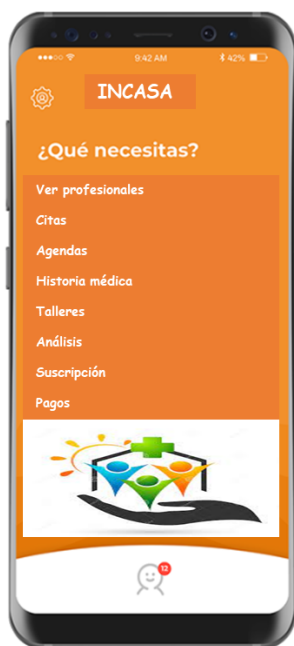 9:42 AM
42%
INCASA
¿Qué necesitas?
Ver profesionales
Citas
Agendas
Historia médica
Talleres
Análisis
Suscripción
Pagos
12